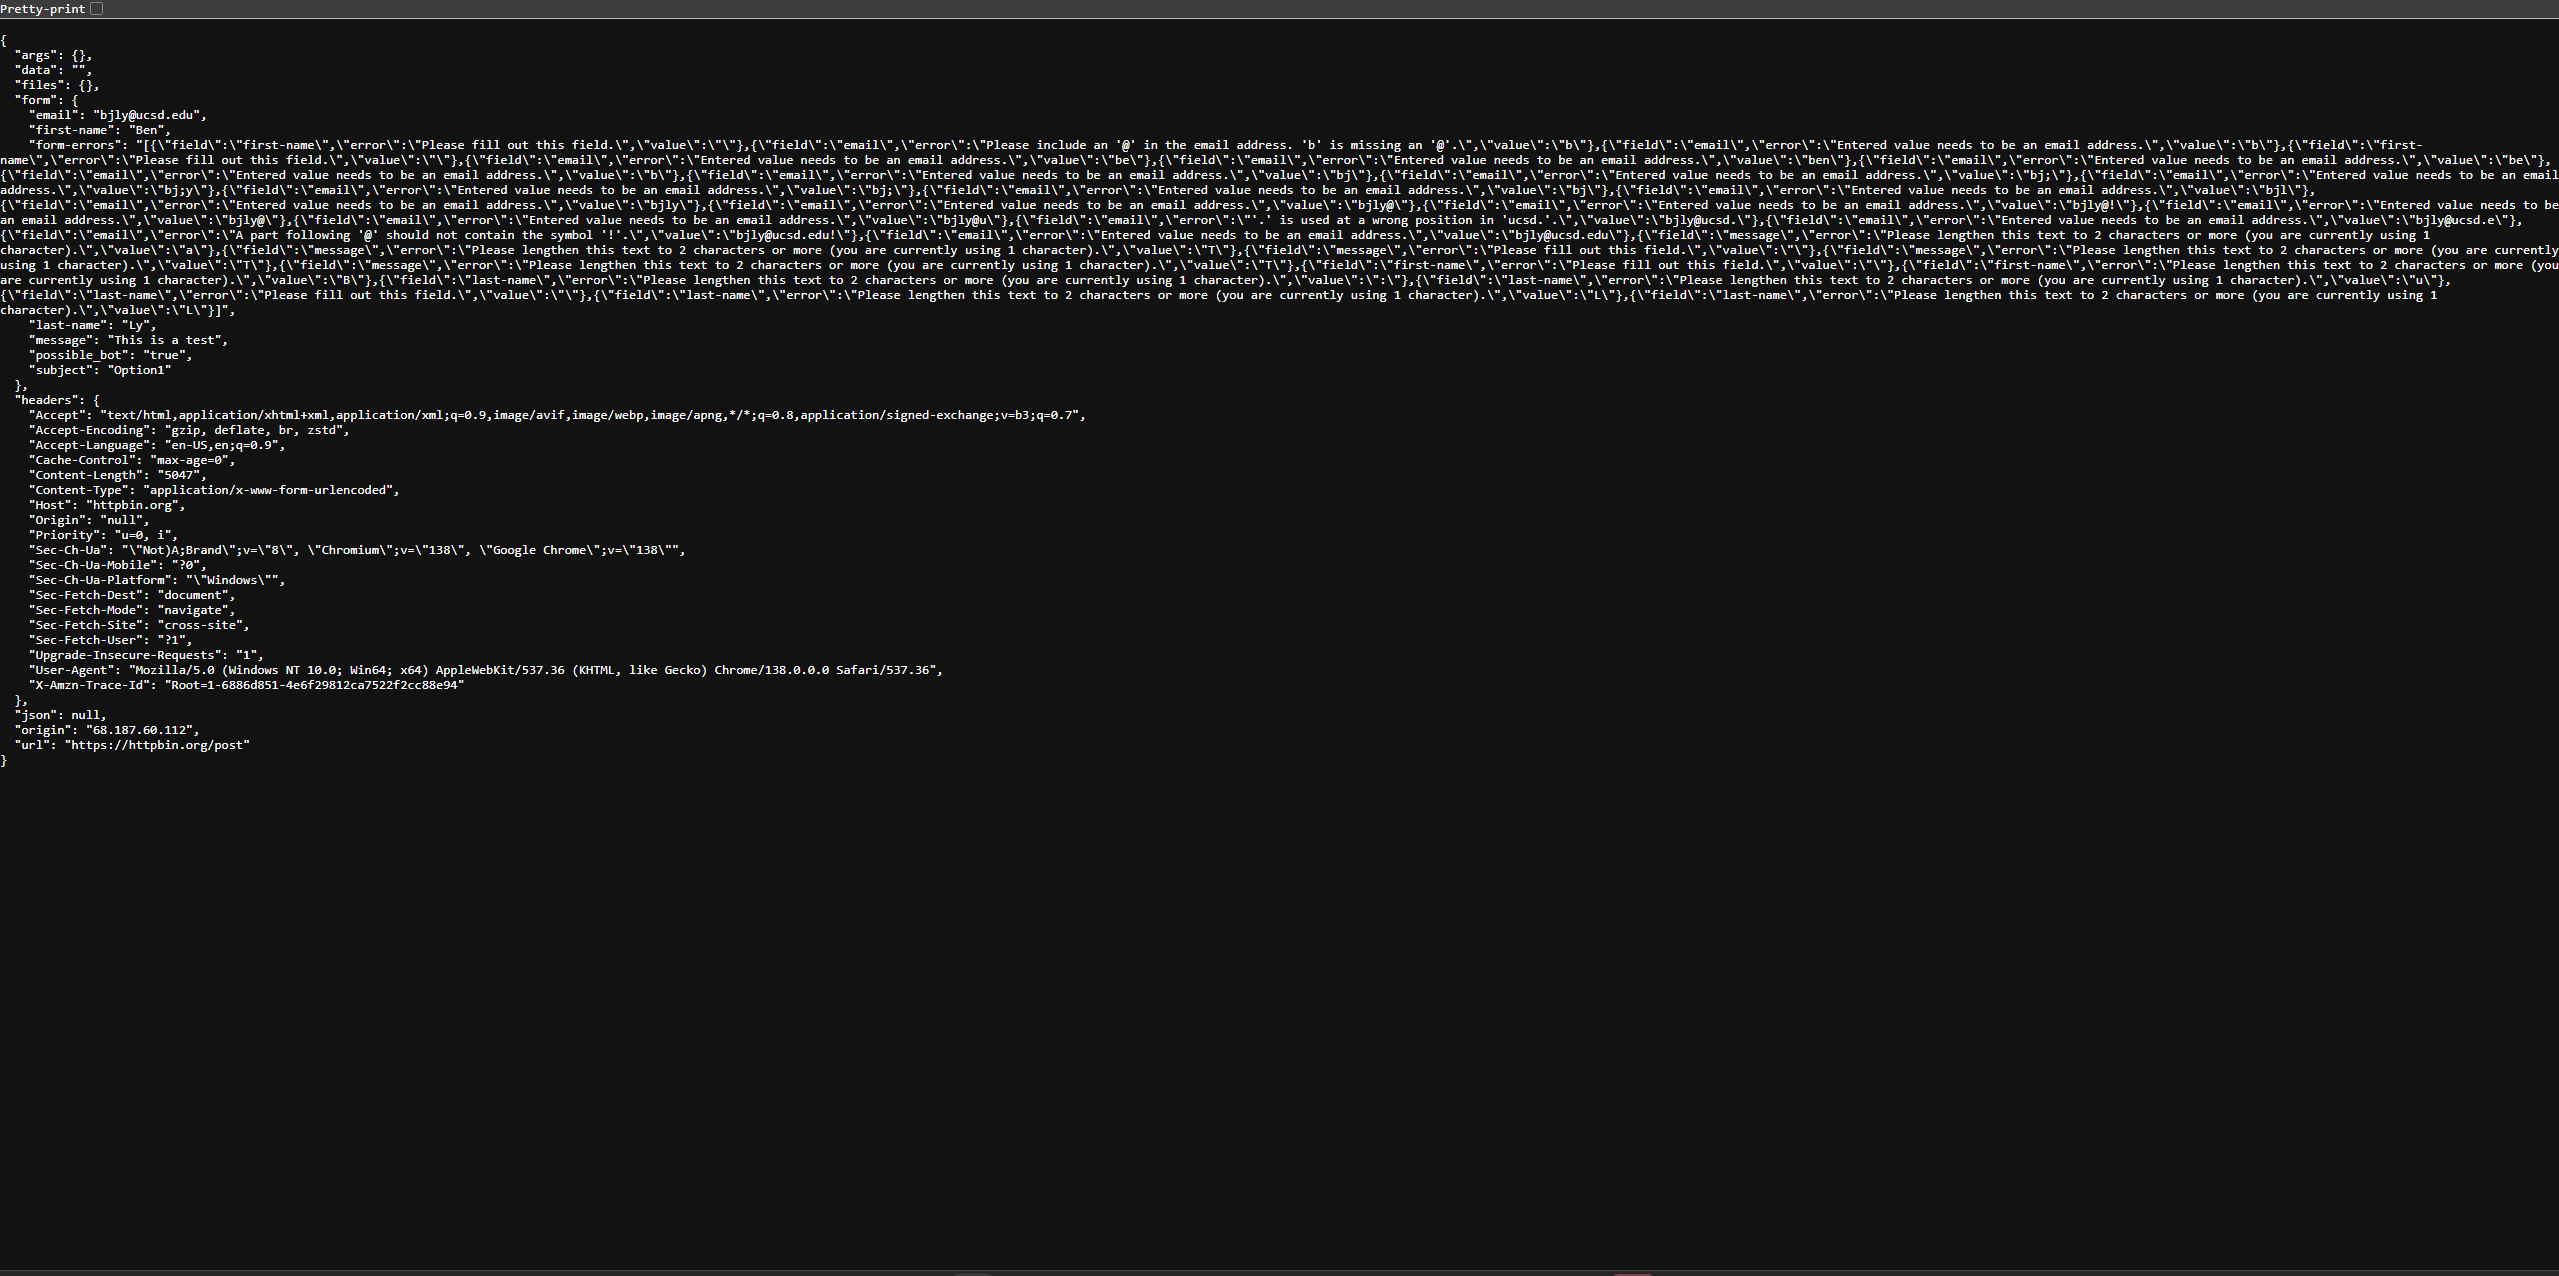 Pretty-print
{
  "args": {},
  "data": "",
  "files": {},
  "form": {
    "email": "bjly@ucsd.edu",
    "first-name": "Ben",
    "form-errors": "[{\"field\":\"first-name\",\"error\":\"Please fill out this field.\",\"value\":\"\"},{\"field\":\"email\",\"error\":\"Please include an '@' in the email address. 'b' is missing an '@'.\",\"value\":\"b\"},{\"field\":\"email\",\"error\":\"Entered value needs to be an email address.\",\"value\":\"b\"},{\"field\":\"first-
name\",\"error\":\"Please fill out this field.\",\"value\":\"\"},{\"field\":\"email\",\"error\":\"Entered value needs to be an email address.\",\"value\":\"be\"},{\"field\":\"email\",\"error\":\"Entered value needs to be an email address.\",\"value\":\"ben\"},{\"field\":\"email\",\"error\":\"Entered value needs to be an email address.\",\"value\":\"be\"},
{\"field\":\"email\",\"error\":\"Entered value needs to be an email address.\",\"value\":\"b\"},{\"field\":\"email\",\"error\":\"Entered value needs to be an email address.\",\"value\":\"bj\"},{\"field\":\"email\",\"error\":\"Entered value needs to be an email address.\",\"value\":\"bj;\"},{\"field\":\"email\",\"error\":\"Entered value needs to be an email
address.\",\"value\":\"bj;y\"},{\"field\":\"email\",\"error\":\"Entered value needs to be an email address.\",\"value\":\"bj;\"},{\"field\":\"email\",\"error\":\"Entered value needs to be an email address.\",\"value\":\"bj\"},{\"field\":\"email\",\"error\":\"Entered value needs to be an email address.\",\"value\":\"bjl\"},
{\"field\":\"email\",\"error\":\"Entered value needs to be an email address.\",\"value\":\"bjly\"},{\"field\":\"email\",\"error\":\"Entered value needs to be an email address.\",\"value\":\"bjly@\"},{\"field\":\"email\",\"error\":\"Entered value needs to be an email address.\",\"value\":\"bjly@!\"},{\"field\":\"email\",\"error\":\"Entered value needs to be
an email address.\",\"value\":\"bjly@\"},{\"field\":\"email\",\"error\":\"Entered value needs to be an email address.\",\"value\":\"bjly@u\"},{\"field\":\"email\",\"error\":\"'.' is used at a wrong position in 'ucsd.'.\",\"value\":\"bjly@ucsd.\"},{\"field\":\"email\",\"error\":\"Entered value needs to be an email address.\",\"value\":\"bjly@ucsd.e\"},
{\"field\":\"email\",\"error\":\"A part following '@' should not contain the symbol '!'.\",\"value\":\"bjly@ucsd.edu!\"},{\"field\":\"email\",\"error\":\"Entered value needs to be an email address.\",\"value\":\"bjly@ucsd.edu\"},{\"field\":\"message\",\"error\":\"Please lengthen this text to 2 characters or more (you are currently using 1
character).\",\"value\":\"a\"},{\"field\":\"message\",\"error\":\"Please lengthen this text to 2 characters or more (you are currently using 1 character).\",\"value\":\"T\"},{\"field\":\"message\",\"error\":\"Please fill out this field.\",\"value\":\"\"},{\"field\":\"message\",\"error\":\"Please lengthen this text to 2 characters or more (you are currently
using 1 character).\",\"value\":\"T\"},{\"field\":\"message\",\"error\":\"Please lengthen this text to 2 characters or more (you are currently using 1 character).\",\"value\":\"T\"},{\"field\":\"first-name\",\"error\":\"Please fill out this field.\",\"value\":\"\"},{\"field\":\"first-name\",\"error\":\"Please lengthen this text to 2 characters or more (you
are currently using 1 character).\",\"value\":\"B\"},{\"field\":\"last-name\",\"error\":\"Please lengthen this text to 2 characters or more (you are currently using 1 character).\",\"value\":\":\"},{\"field\":\"last-name\",\"error\":\"Please lengthen this text to 2 characters or more (you are currently using 1 character).\",\"value\":\"u\"},
{\"field\":\"last-name\",\"error\":\"Please fill out this field.\",\"value\":\"\"},{\"field\":\"last-name\",\"error\":\"Please lengthen this text to 2 characters or more (you are currently using 1 character).\",\"value\":\"L\"},{\"field\":\"last-name\",\"error\":\"Please lengthen this text to 2 characters or more (you are currently using 1
character).\",\"value\":\"L\"}]",
    "last-name": "Ly",
    "message": "This is a test",
    "possible_bot": "true",
    "subject": "Option1"
  },
  "headers": {
    "Accept": "text/html,application/xhtml+xml,application/xml;q=0.9,image/avif,image/webp,image/apng,*/*;q=0.8,application/signed-exchange;v=b3;q=0.7",
    "Accept-Encoding": "gzip, deflate, br, zstd",
    "Accept-Language": "en-US,en;q=0.9",
    "Cache-Control": "max-age=0",
    "Content-Length": "5047",
    "Content-Type": "application/x-www-form-urlencoded",
    "Host": "httpbin.org",
    "Origin": "null",
    "Priority": "u=0, i",
    "Sec-Ch-Ua": "\"Not)A;Brand\";v=\"8\", \"Chromium\";v=\"138\", \"Google Chrome\";v=\"138\"",
    "Sec-Ch-Ua-Mobile": "?0",
    "Sec-Ch-Ua-Platform": "\"Windows\"",
    "Sec-Fetch-Dest": "document",
    "Sec-Fetch-Mode": "navigate",
    "Sec-Fetch-Site": "cross-site",
    "Sec-Fetch-User": "?1",
    "Upgrade-Insecure-Requests": "1",
    "User-Agent": "Mozilla/5.0 (Windows NT 10.0; Win64; x64) AppleWebKit/537.36 (KHTML, like Gecko) Chrome/138.0.0.0 Safari/537.36",
    "X-Amzn-Trace-Id": "Root=1-6886d851-4e6f29812ca7522f2cc88e94"
  },
  "json": null,
  "origin": "68.187.60.112",
  "url": "https://httpbin.org/post"
}